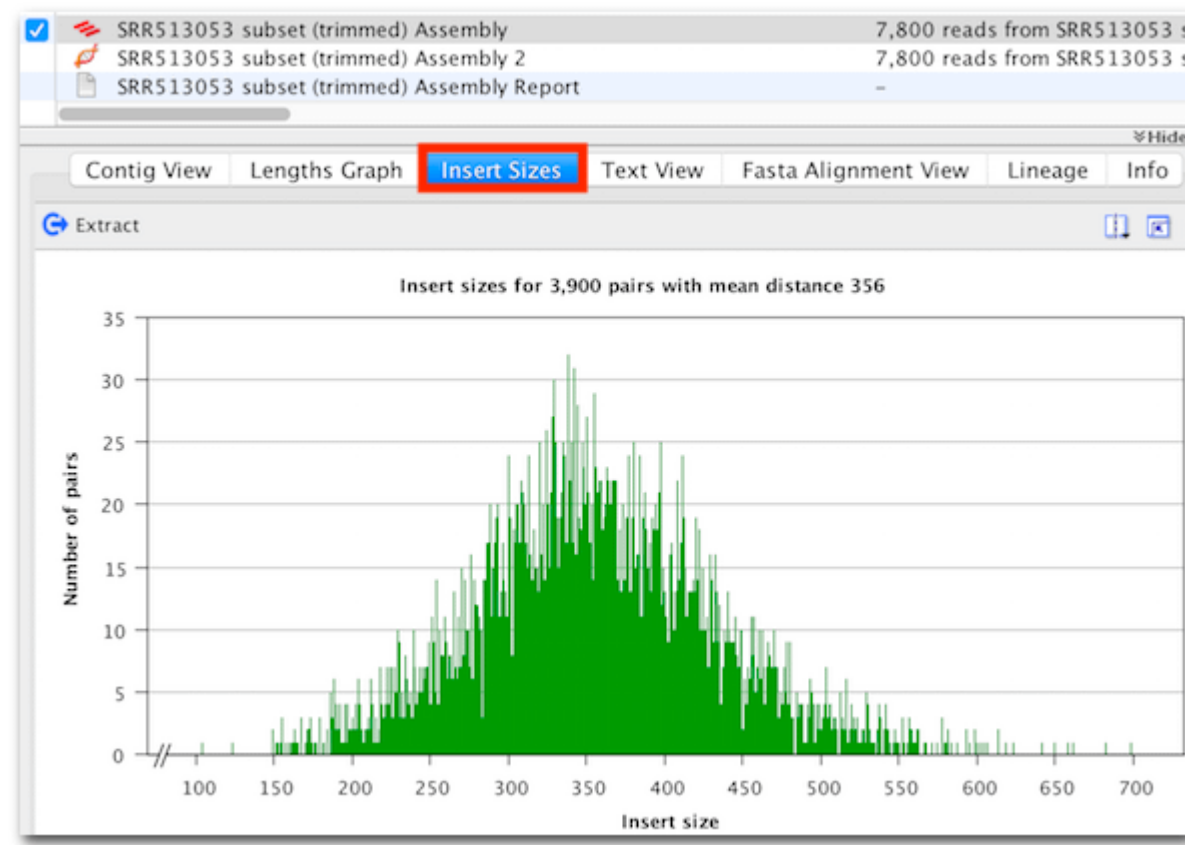 SRR513053 subset (trimmed) Assembly 7,800 reads from SRR513053 s
SRR513053 subset (trimmed) Assembly 2 7,800 reads from SRR513053 s
SRR513053 subset (trimmed) Assembly Report –
Hide
Contig View Lengths Graph Insert Sizes Text View Fasta Alignment View Lineage Info
Extract
Insert sizes for 3,900 pairs with mean distance 356
35
30
25
20
15
10
5
0
Number of pairs
100 150 200 250 300 350 400 450 500 550 600 650 700
Insert size